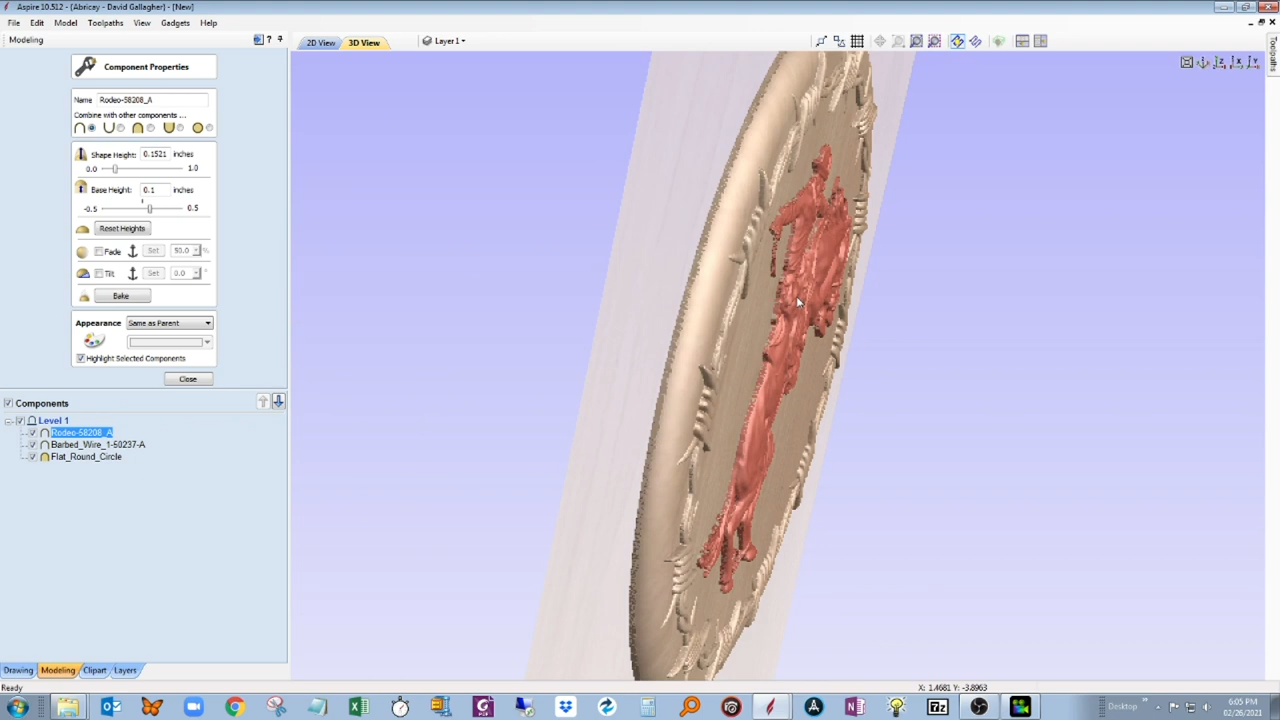 Aspire 10.512 - [Abricay - David Gallagher] - [New]
File Edit Model Toolpaths View Gadgets Help
Modeling
2D View 3D View Layer 1
Toolpaths
Component Properties
Name Rodeo-58208_A
Combine with other components ...
Shape Height: 0.1521 inches
0.0 1.0
Base Height: 0.1 inches
-0.5 0.5
Reset Heights
Fade Set 50.0 %
Tilt Set 0.0 °
Bake
Appearance Same as Parent
Highlight Selected Components
Close
Components
Level 1
Rodeo-58208_A
Barbed_Wire_1-50237-A
Flat_Round_Circle
Drawing Modeling Clipart Layers
Ready X: 1.4681 Y: -3.8963
Desktop 6:05 PM
02/26/2021